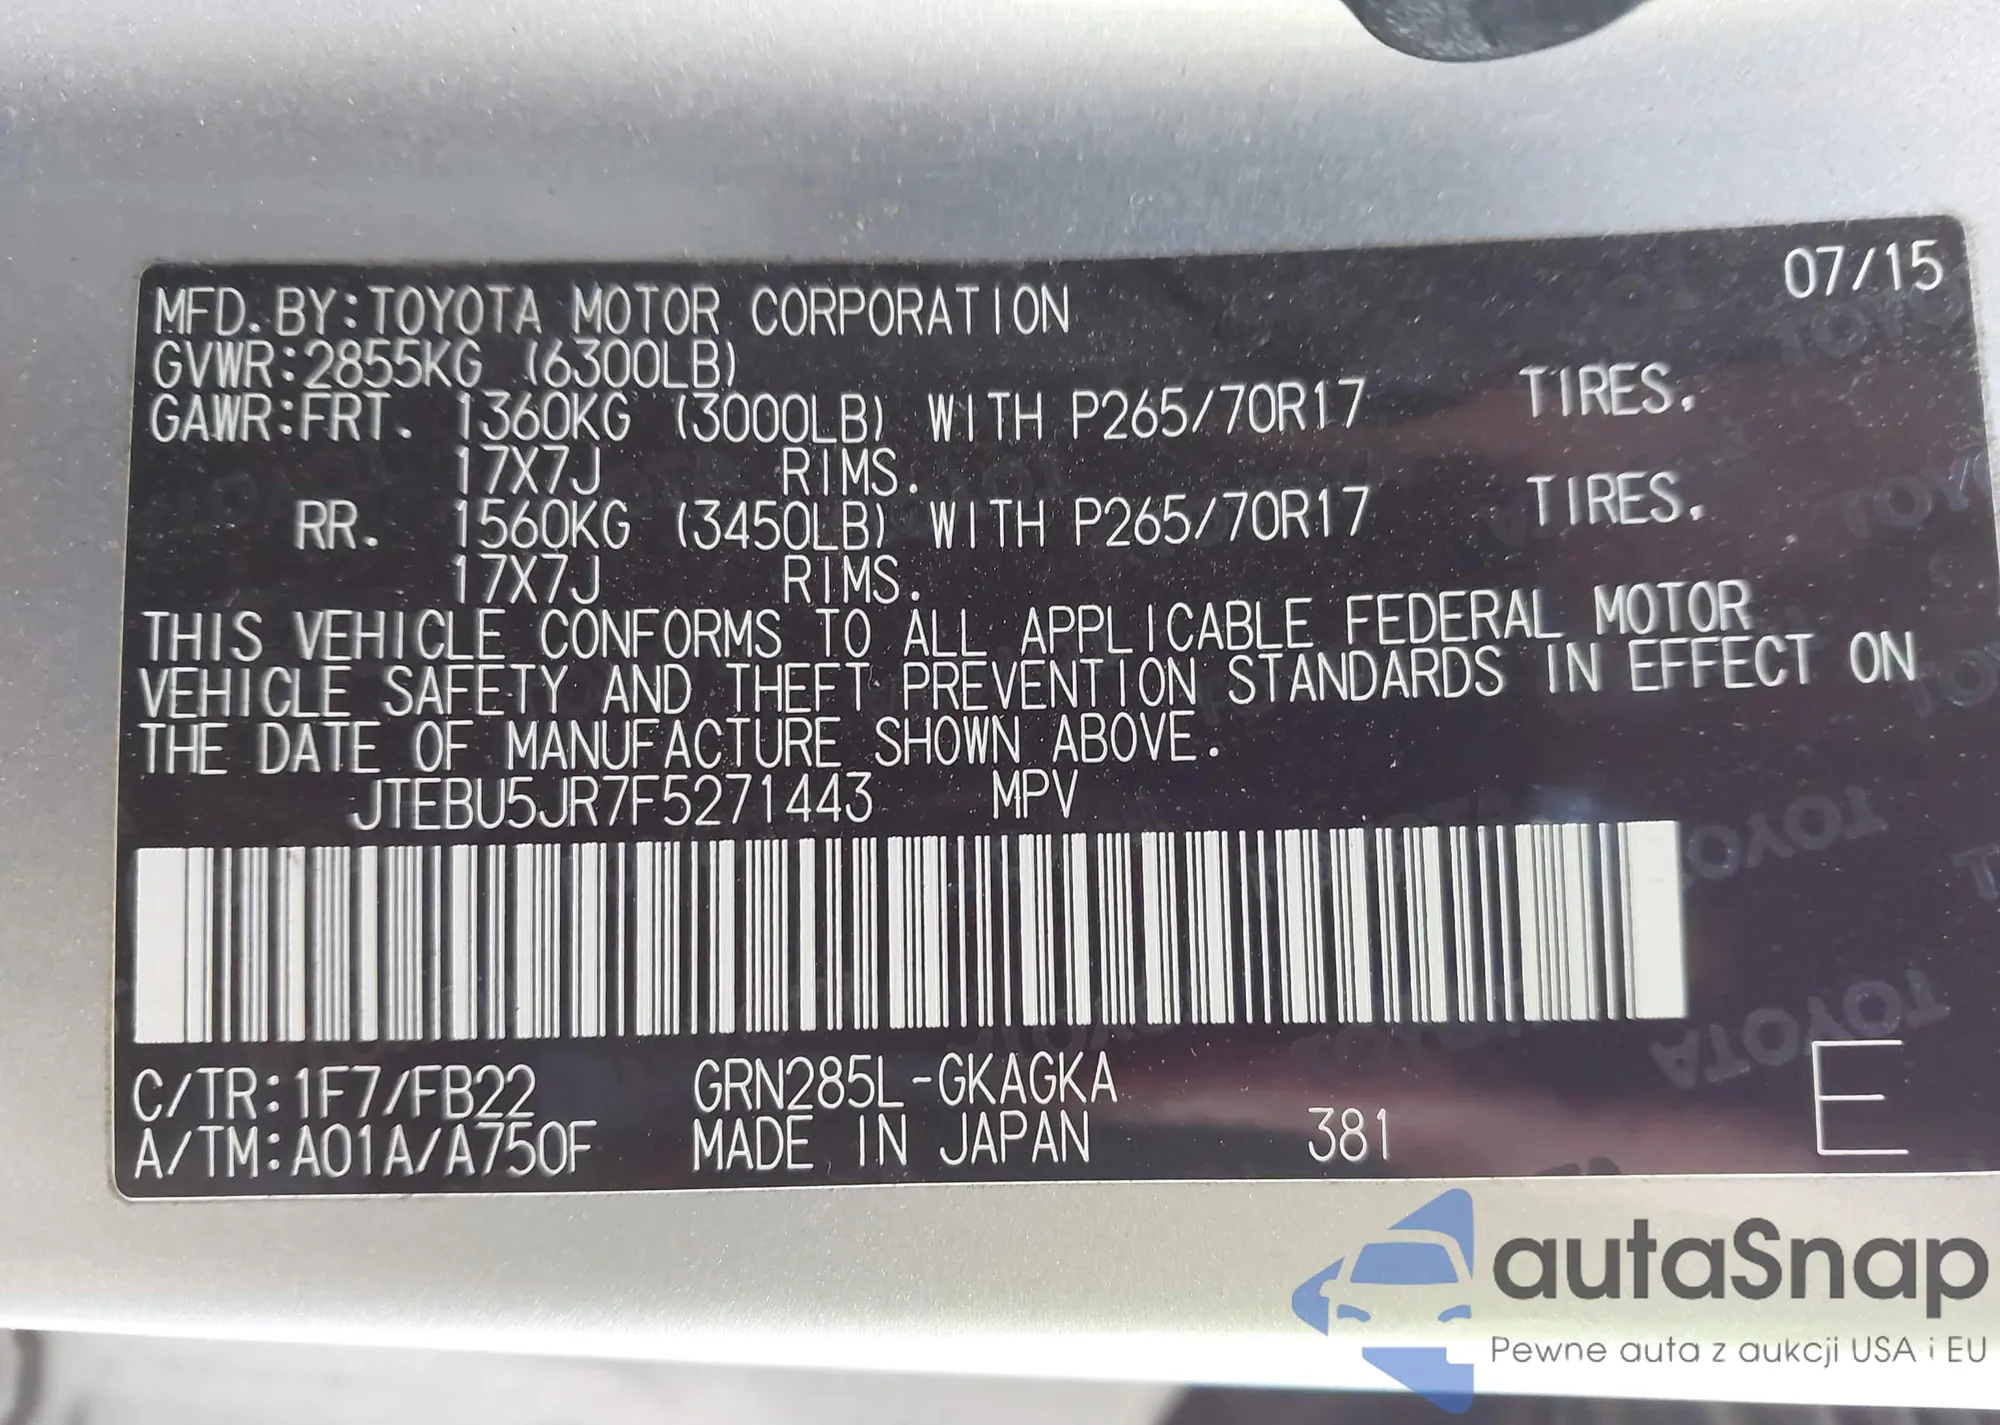 07/15
MFD. BY: TOYOTA MOTOR CORPORATION
GVWR: 2855KG (6300LB)
GAWR: FRT. 1360KG (3000LB) WITH P265/70R17 TIRES.
17X7J RIMS.
RR. 1560KG (3450LB) WITH P265/70R17 TIRES.
17X7J RIMS.
THIS VEHICLE CONFORMS TO ALL APPLICABLE FEDERAL MOTOR
VEHICLE SAFETY AND THEFT PREVENTION STANDARDS IN EFFECT ON
THE DATE OF MANUFACTURE SHOWN ABOVE.
JTEBU5JR7F5271443 MPV
C/TR: 1F7/FB22 GRN285L-GKAGKA
A/TM: A01A/A750F MADE IN JAPAN 381 E
autaSnap
Pewne auta z aukcji USA i EU